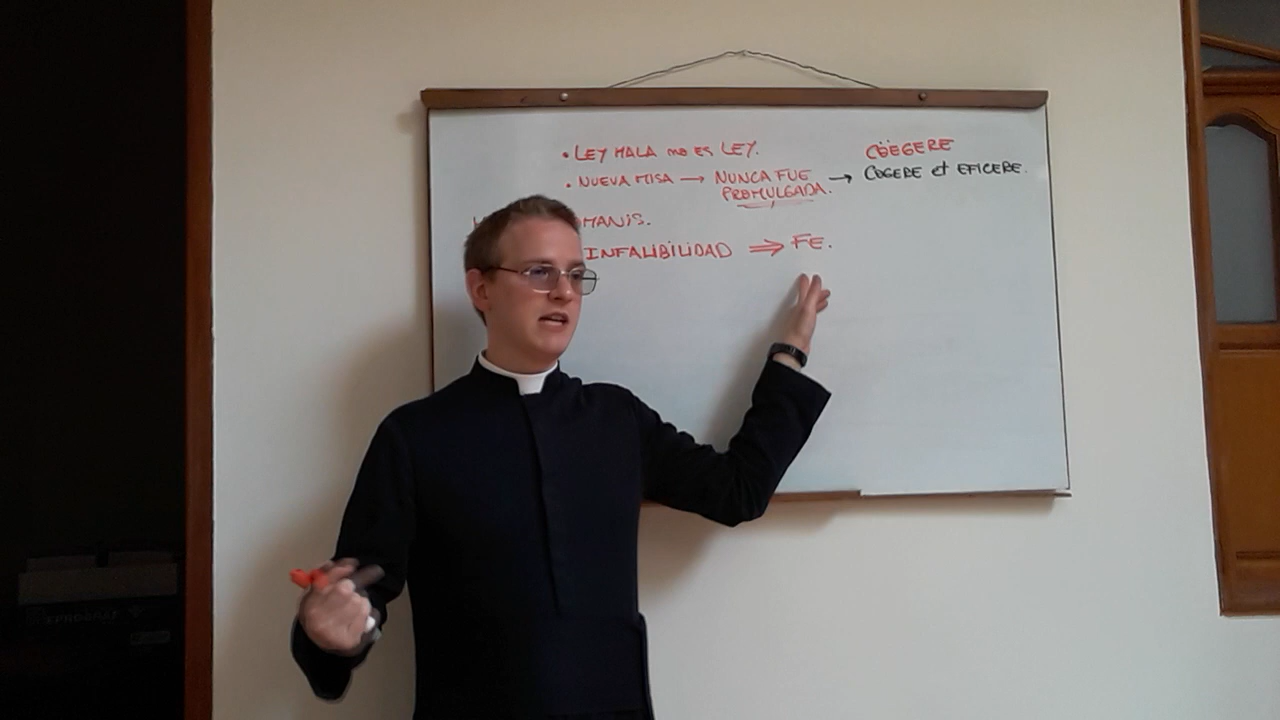 • LEY MALA no ES LEY.
CÖEGERE
• NUEVA MISA → NUNCA FUE → COGERE et EFICERE.
PROMULGADA.
MANIS.
INFALIBILIDAD ⇒ FE.